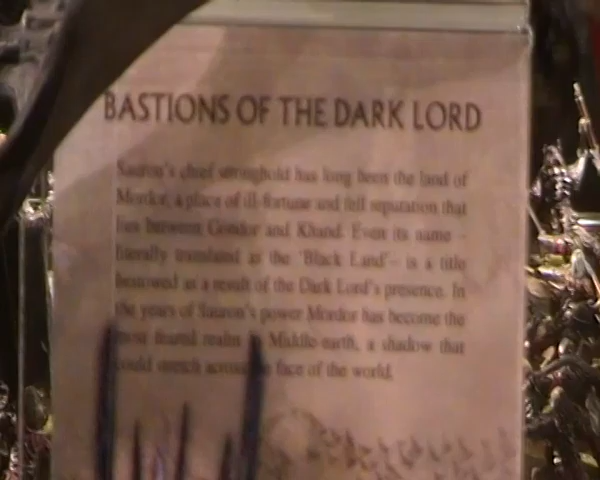 BASTIONS OF THE DARK LORD
Sauron's chief stronghold has long been the land of
Mordor, a place of ill-fortune and fell reputation that
lies between Gondor and Khand. Even its name -
literally translated as the 'Black Land' - is a title
bestowed as a result of the Dark Lord's presence. In
the years of Sauron's power Mordor has become the
most feared realm in Middle-earth, a shadow that
could stretch across the face of the world.